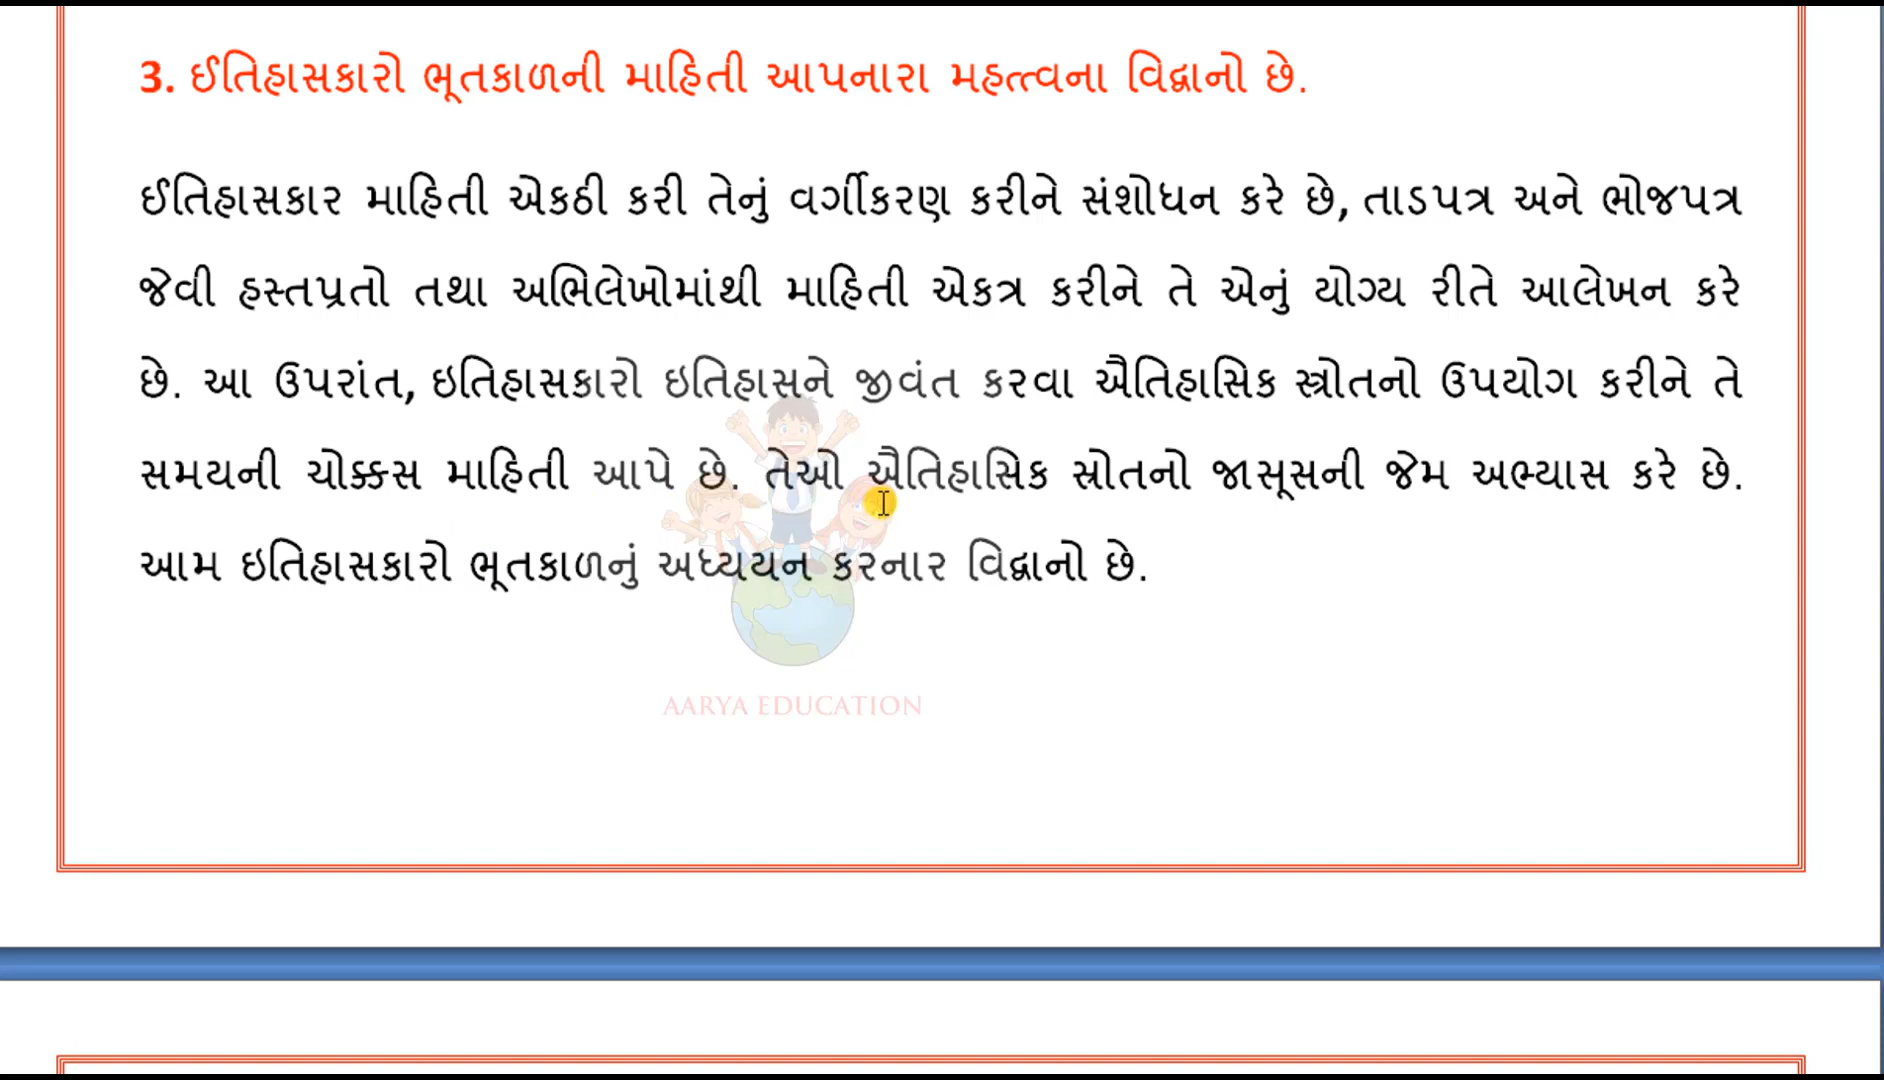 3. ઈતિહાસકારો ભૂતકાળની માહિતી આપનારા મહત્ત્વના વિદ્વાનો છે.
ઈતિહાસકાર માહિતી એકઠી કરી તેનું વર્ગીકરણ કરીને સંશોધન કરે છે, તાડપત્ર અને ભોજપત્ર
જેવી હસ્તપ્રતો તથા અભિલેખોમાંથી માહિતી એકત્ર કરીને તે એનું યોગ્ય રીતે આલેખન કરે
છે. આ ઉપરાંત, ઇતિહાસકારો ઇતિહાસને જીવંત કરવા ઐતિહાસિક સ્ત્રોતનો ઉપયોગ કરીને તે
સમયની ચોક્કસ માહિતી આપે છે. તેઓ ઐતિહાસિક સ્રોતનો જાસૂસની જેમ અભ્યાસ કરે છે.
આમ ઇતિહાસકારો ભૂતકાળનું અધ્યયન કરનાર વિદ્વાનો છે.
AARYA EDUCATION